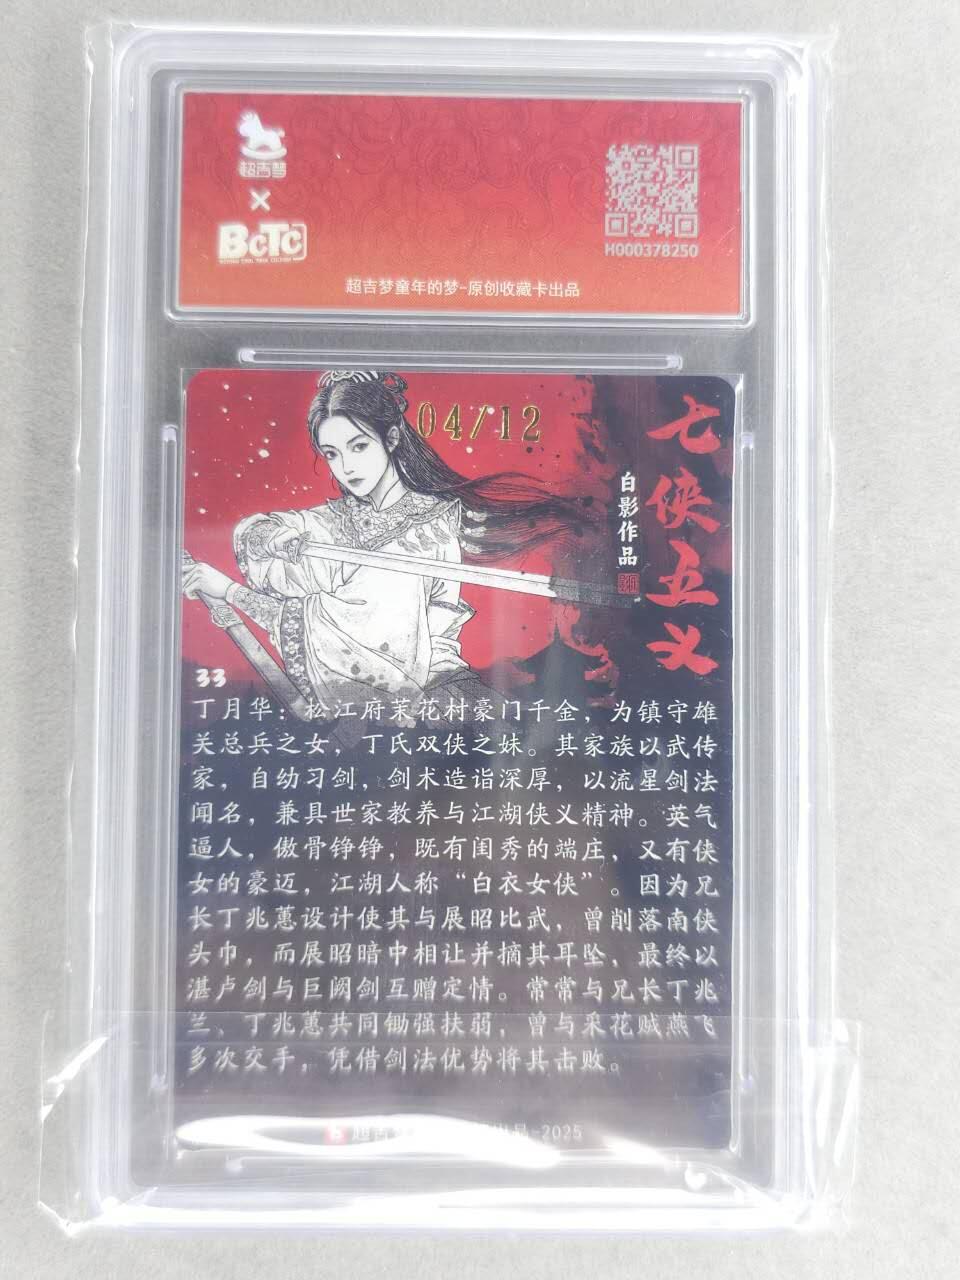 超吉梦
×
BCTC
H000378250
超吉梦童年的梦-原创收藏卡出品
04/12
七侠五义
白影作品
33
丁月华：松江府茉花村豪门千金，为镇守雄
关总兵之女，丁氏双侠之妹。其家族以武传
家，自幼习剑，剑术造诣深厚，以流星剑法
闻名，兼具世家教养与江湖侠义精神。英气
逼人，傲骨铮铮，既有闺秀的端庄，又有侠
女的豪迈，江湖人称“白衣女侠”。因为兄
长丁兆蕙设计使其与展昭比武，曾削落南侠
头巾，而展昭暗中相让并摘其耳坠，最终以
湛卢剑与巨阙剑互赠定情。常常与兄长丁兆
兰、丁兆蕙共同锄强扶弱，曾与采花贼燕飞
多次交手，凭借剑法优势将其击败。
超吉梦 出品-2025